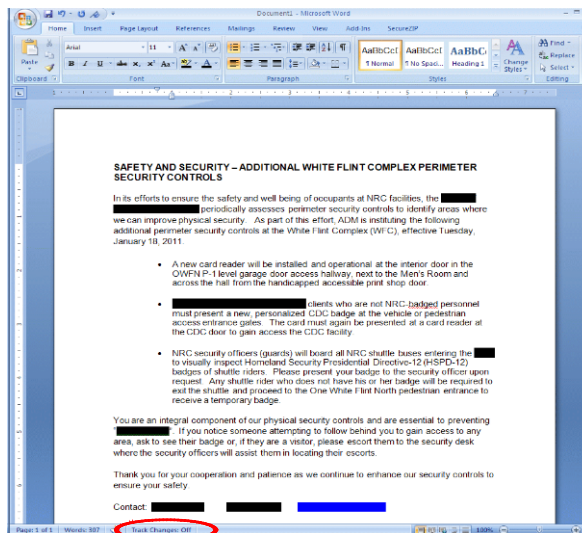 Document1 - Microsoft Word
Home Insert Page Layout References Mailings Review View Add-Ins SecureZIP
Paste
Arial 11
AaBbCcI AaBbCcI AaBbC
¶ Normal ¶ No Spaci... Heading 1
Change Styles
Find
Replace
Select
Clipboard Font Paragraph Styles Editing
SAFETY AND SECURITY – ADDITIONAL WHITE FLINT COMPLEX PERIMETER
SECURITY CONTROLS
In its efforts to ensure the safety and well being of occupants at NRC facilities, the
periodically assesses perimeter security controls to identify areas where
we can improve physical security. As part of this effort, ADM is instituting the following
additional perimeter security controls at the White Flint Complex (WFC), effective Tuesday,
January 18, 2011.
• A new card reader will be installed and operational at the interior door in the
OWFN P-1 level garage door access hallway, next to the Men's Room and
across the hall from the handicapped accessible print shop door.
• clients who are not NRC-badged personnel
must present a new, personalized CDC badge at the vehicle or pedestrian
access entrance gates. The card must again be presented at a card reader at
the CDC door to gain access the CDC facility.
• NRC security officers (guards) will board all NRC shuttle buses entering the
to visually inspect Homeland Security Presidential Directive-12 (HSPD-12)
badges of shuttle riders. Please present your badge to the security officer upon
request. Any shuttle rider who does not have his or her badge will be required to
exit the shuttle and proceed to the One White Flint North pedestrian entrance to
receive a temporary badge.
You are an integral component of our physical security controls and are essential to preventing
" ". If you notice someone attempting to follow behind you to gain access to any
area, ask to see their badge or, if they are a visitor, please escort them to the security desk
where the security officers will assist them in locating their escorts.
Thank you for your cooperation and patience as we continue to enhance our security controls to
ensure your safety.
Contact:
Page: 1 of 1 Words: 307 Track Changes: Off 100%